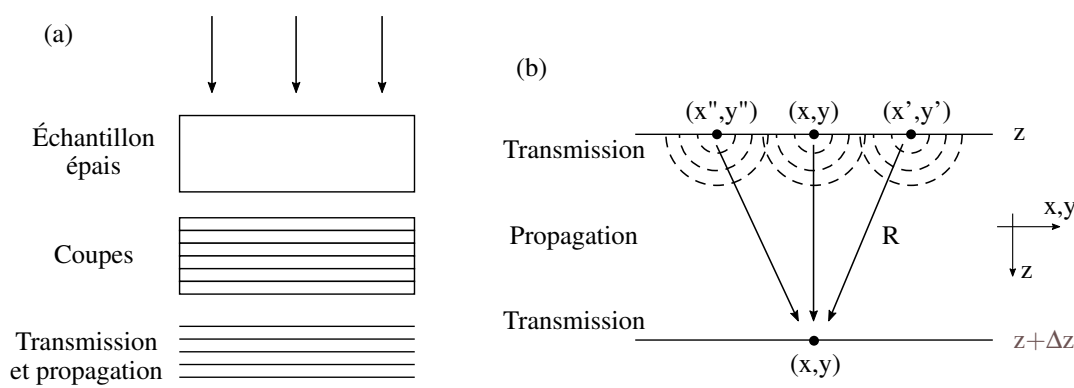 (a)
Échantillon
épais
Coupes
Transmission
et propagation
(b)
(x",y") (x,y) (x',y')
z
Transmission
x,y
Propagation
R
z
Transmission
z+Δz
(x,y)